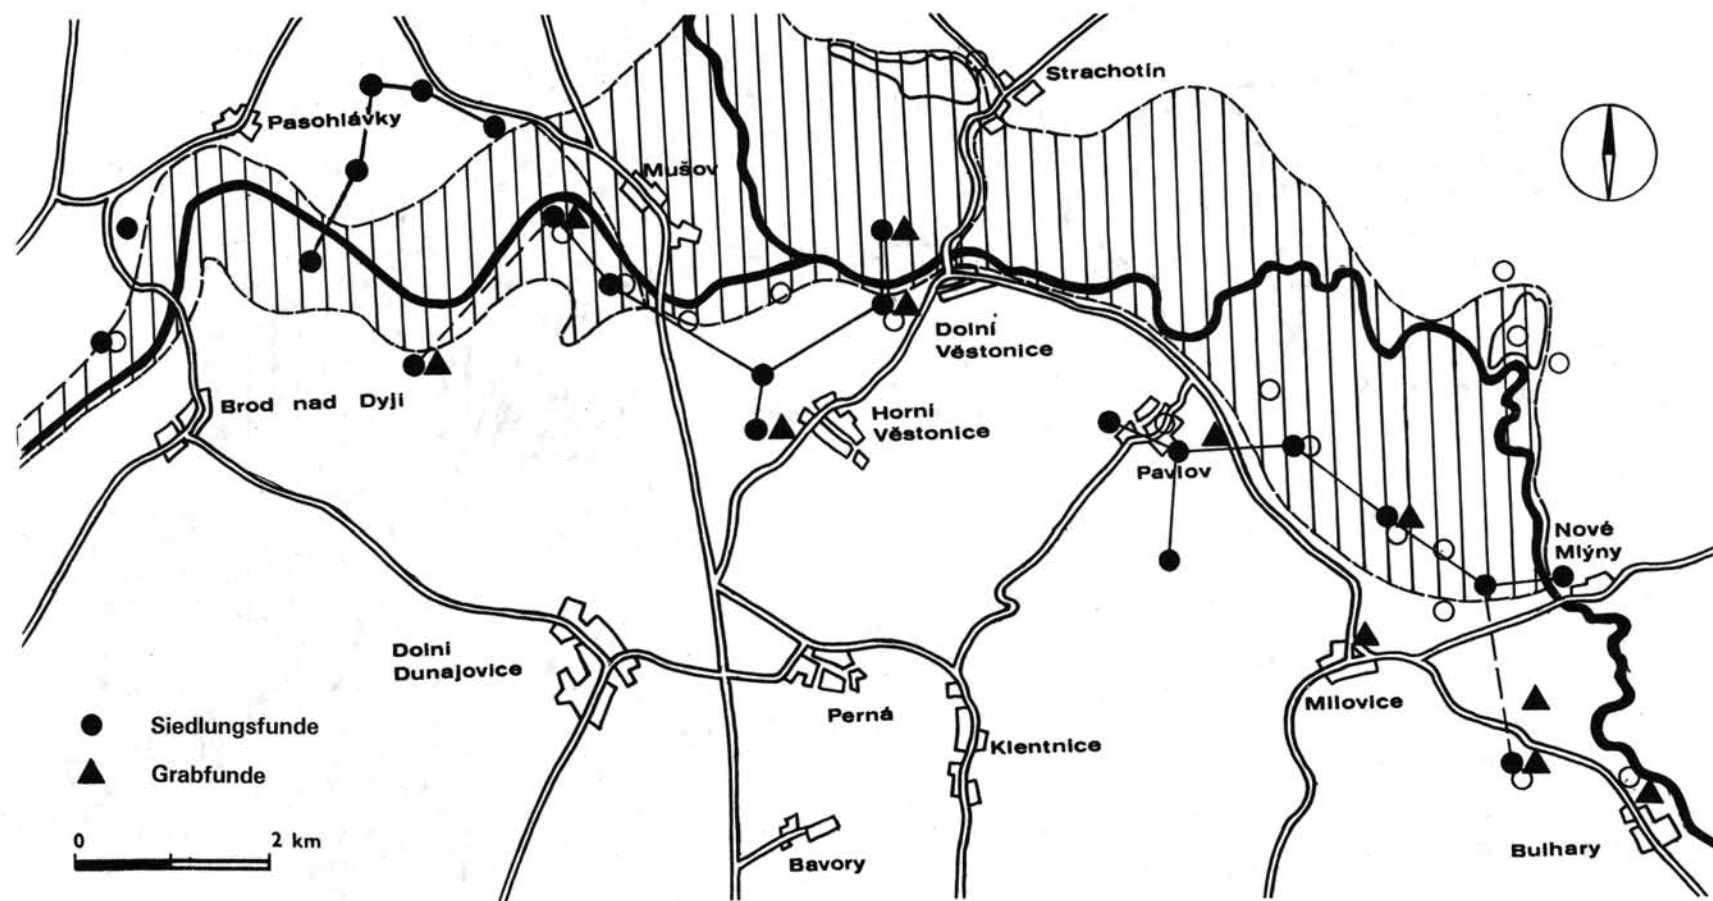 Strachotín
Pasohlávky
Mušov
Dolní
Věstonice
Brod nad Dyjí
Horní
Věstonice
Pavlov
Nové
Mlýny
Dolní
Dunajovice
Perná
Klentnice
Milovice
Bavory
Bulhary
Siedlungsfunde
Grabfunde
0 2 km